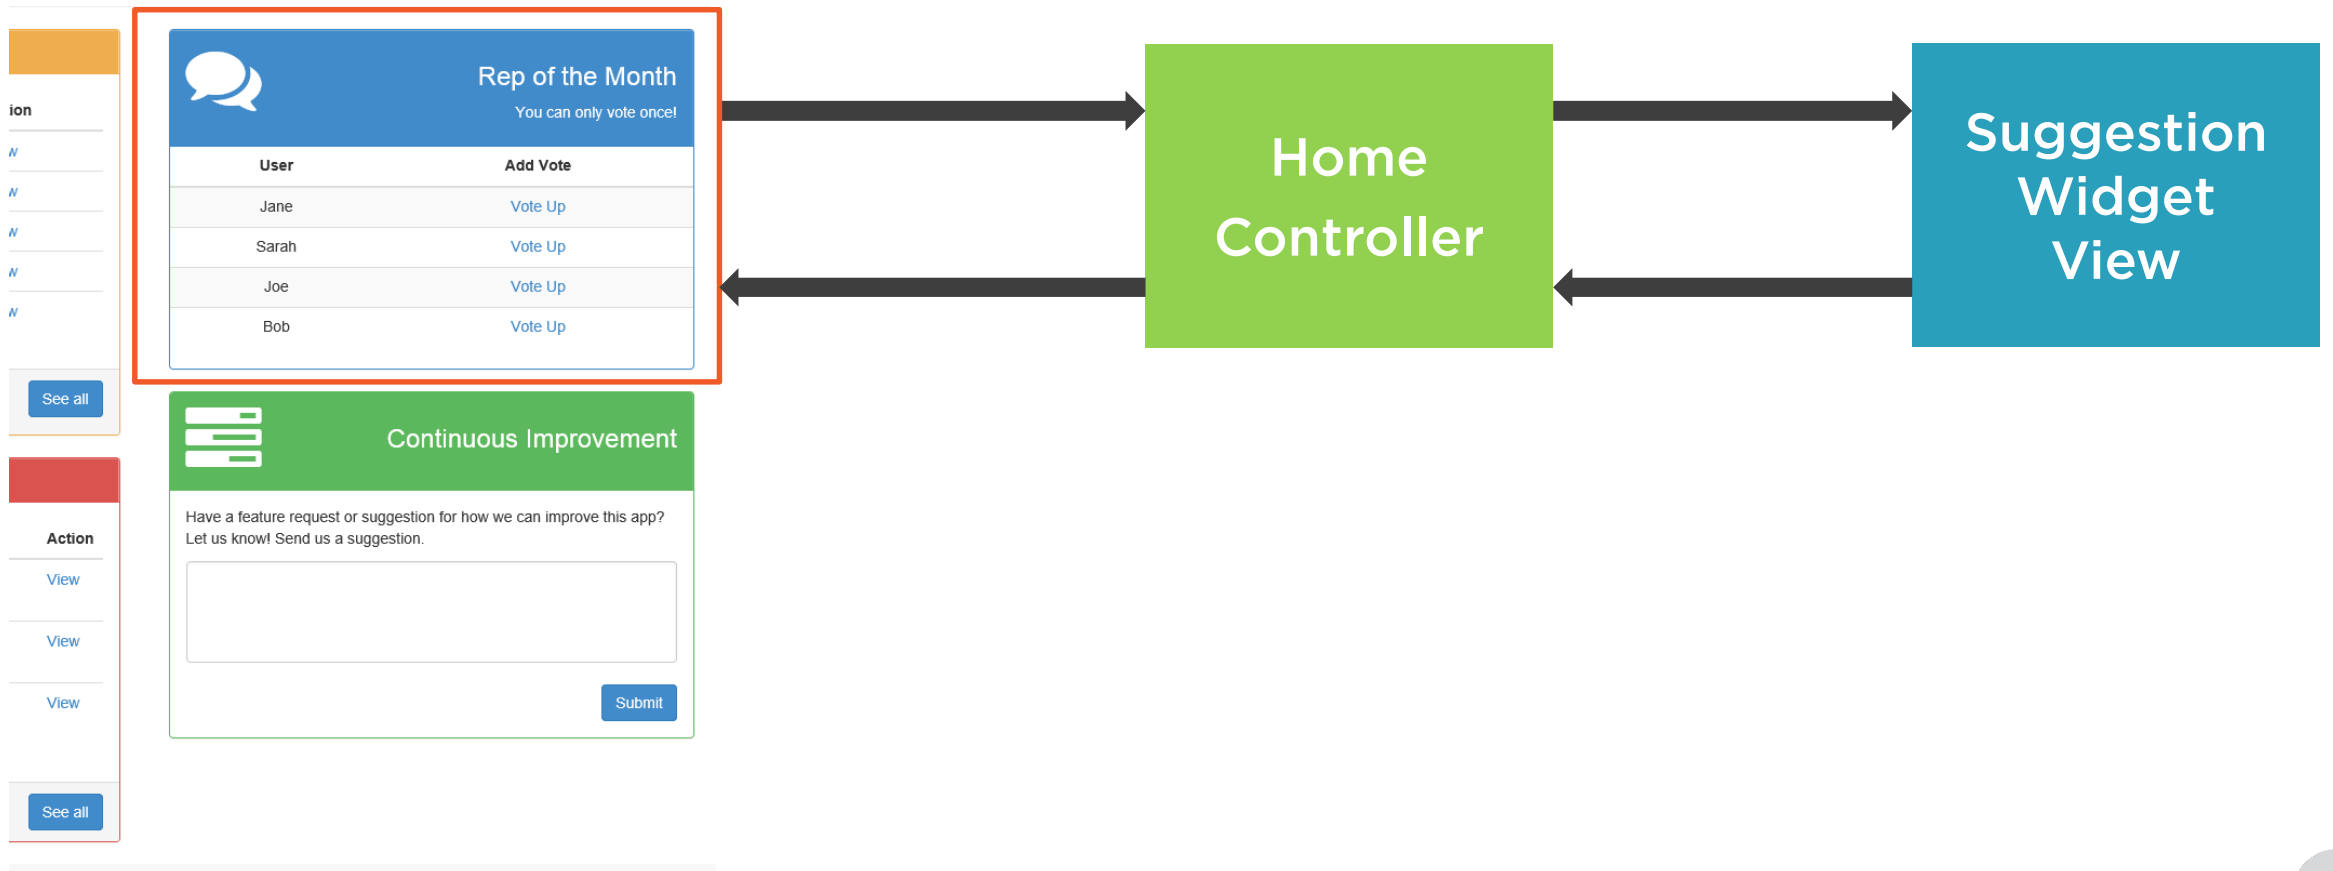 ion
w
w
w
w
w
See all
Action
View
View
View
See all
Rep of the Month
You can only vote once!
User Add Vote
Jane Vote Up
Sarah Vote Up
Joe Vote Up
Bob Vote Up
Continuous Improvement
Have a feature request or suggestion for how we can improve this app?
Let us know! Send us a suggestion.
Submit
Home
Controller
Suggestion
Widget
View